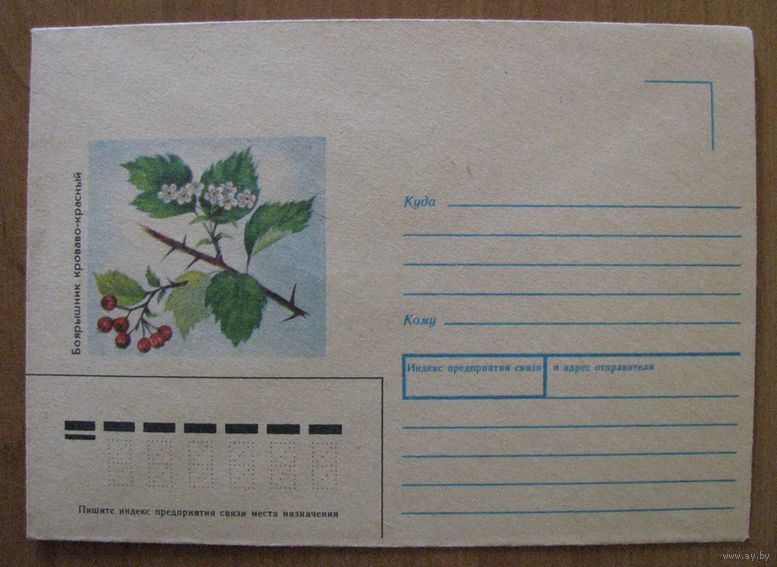 Боярышник кроваво-красный
Куда
Кому
Индекс предприятия связи и адрес отправителя
Пишите индекс предприятия связи места назначения
www.ay.by